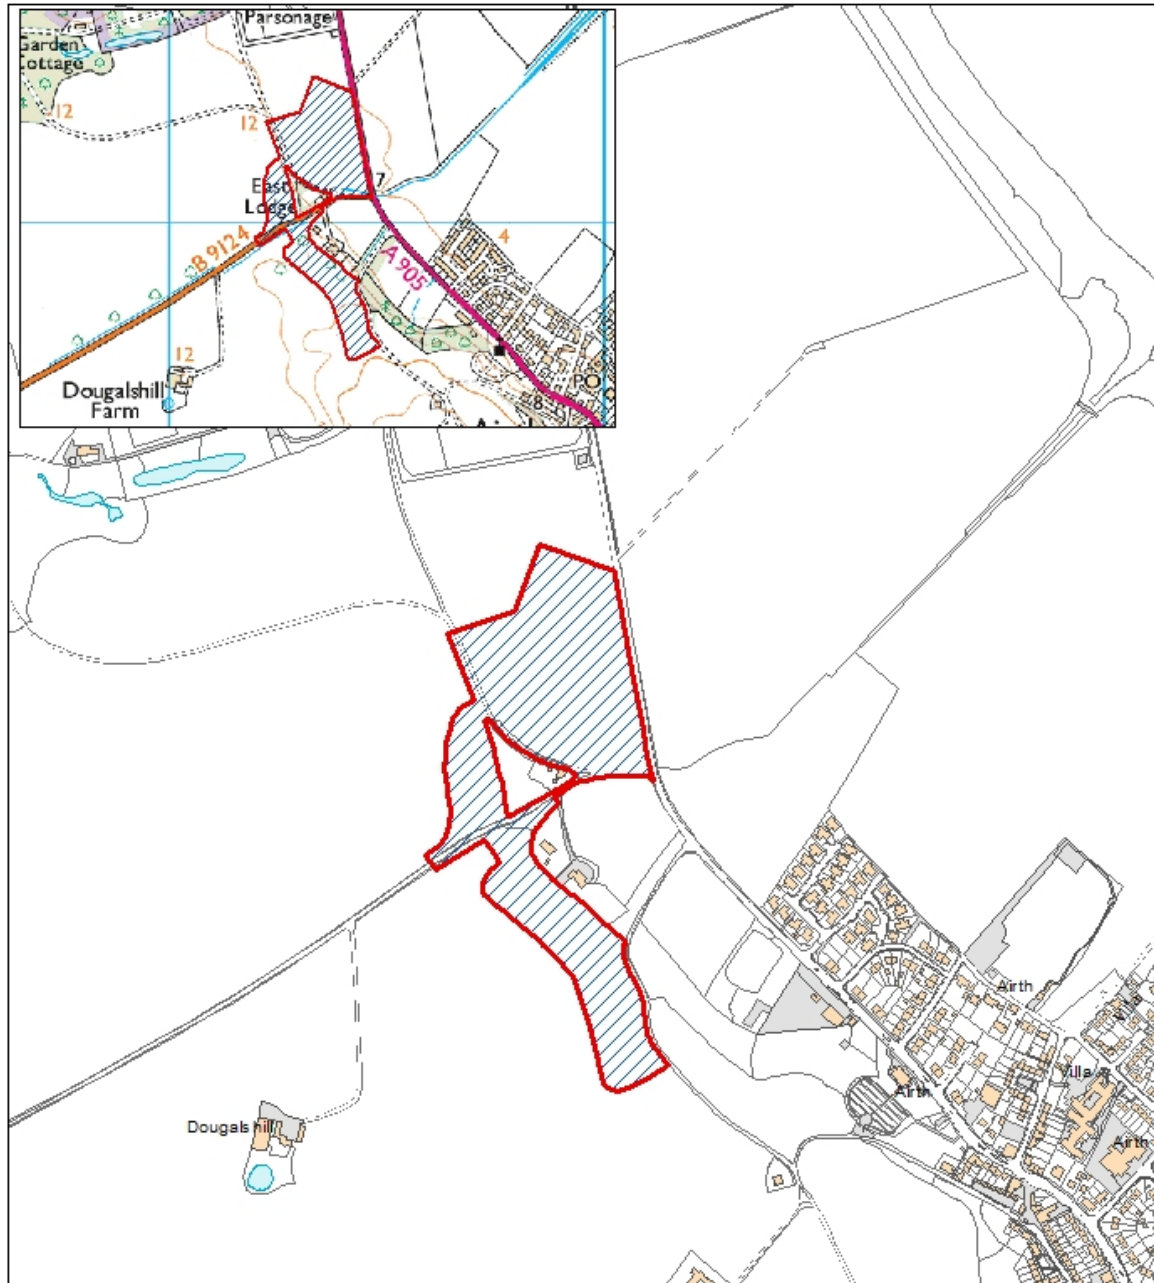 Parsonage
Garden
Cottage
12
12
7
East
Lodge
4
B 9124
A 905
12
Dougalshill
Farm
PO
8
Airth
Dougalshill
Villa
Airth
Airth